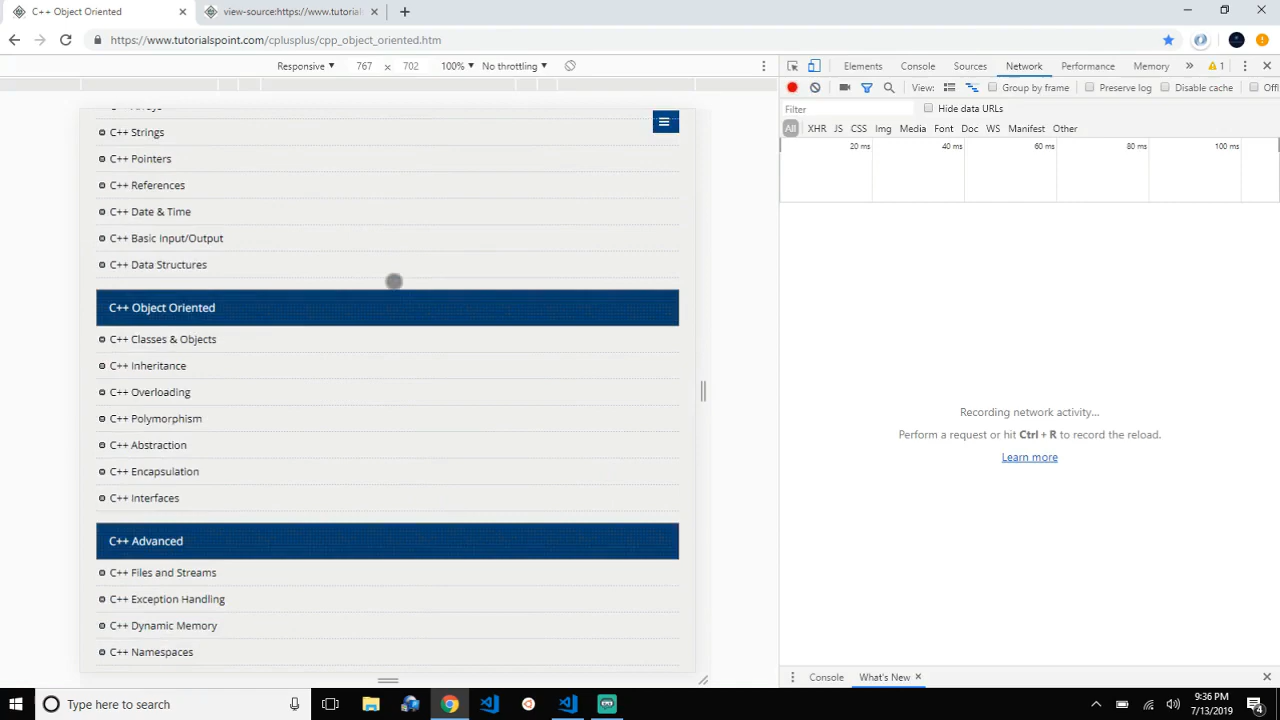 C++ Object Oriented
view-source:https://www.tutorial
https://www.tutorialspoint.com/cplusplus/cpp_object_oriented.htm
Responsive ▼ 767 × 702 100% ▼ No throttling ▼
Elements Console Sources Network Performance Memory » 1
View: Group by frame Preserve log Disable cache Offl
Filter Hide data URLs
All XHR JS CSS Img Media Font Doc WS Manifest Other
20 ms 40 ms 60 ms 80 ms 100 ms
C++ Strings
C++ Pointers
C++ References
C++ Date & Time
C++ Basic Input/Output
C++ Data Structures
C++ Object Oriented
C++ Classes & Objects
C++ Inheritance
C++ Overloading
C++ Polymorphism
C++ Abstraction
C++ Encapsulation
C++ Interfaces
C++ Advanced
C++ Files and Streams
C++ Exception Handling
C++ Dynamic Memory
C++ Namespaces
Recording network activity...
Perform a request or hit Ctrl + R to record the reload.
Learn more
Console What's New ×
Type here to search
9:36 PM
7/13/2019
4